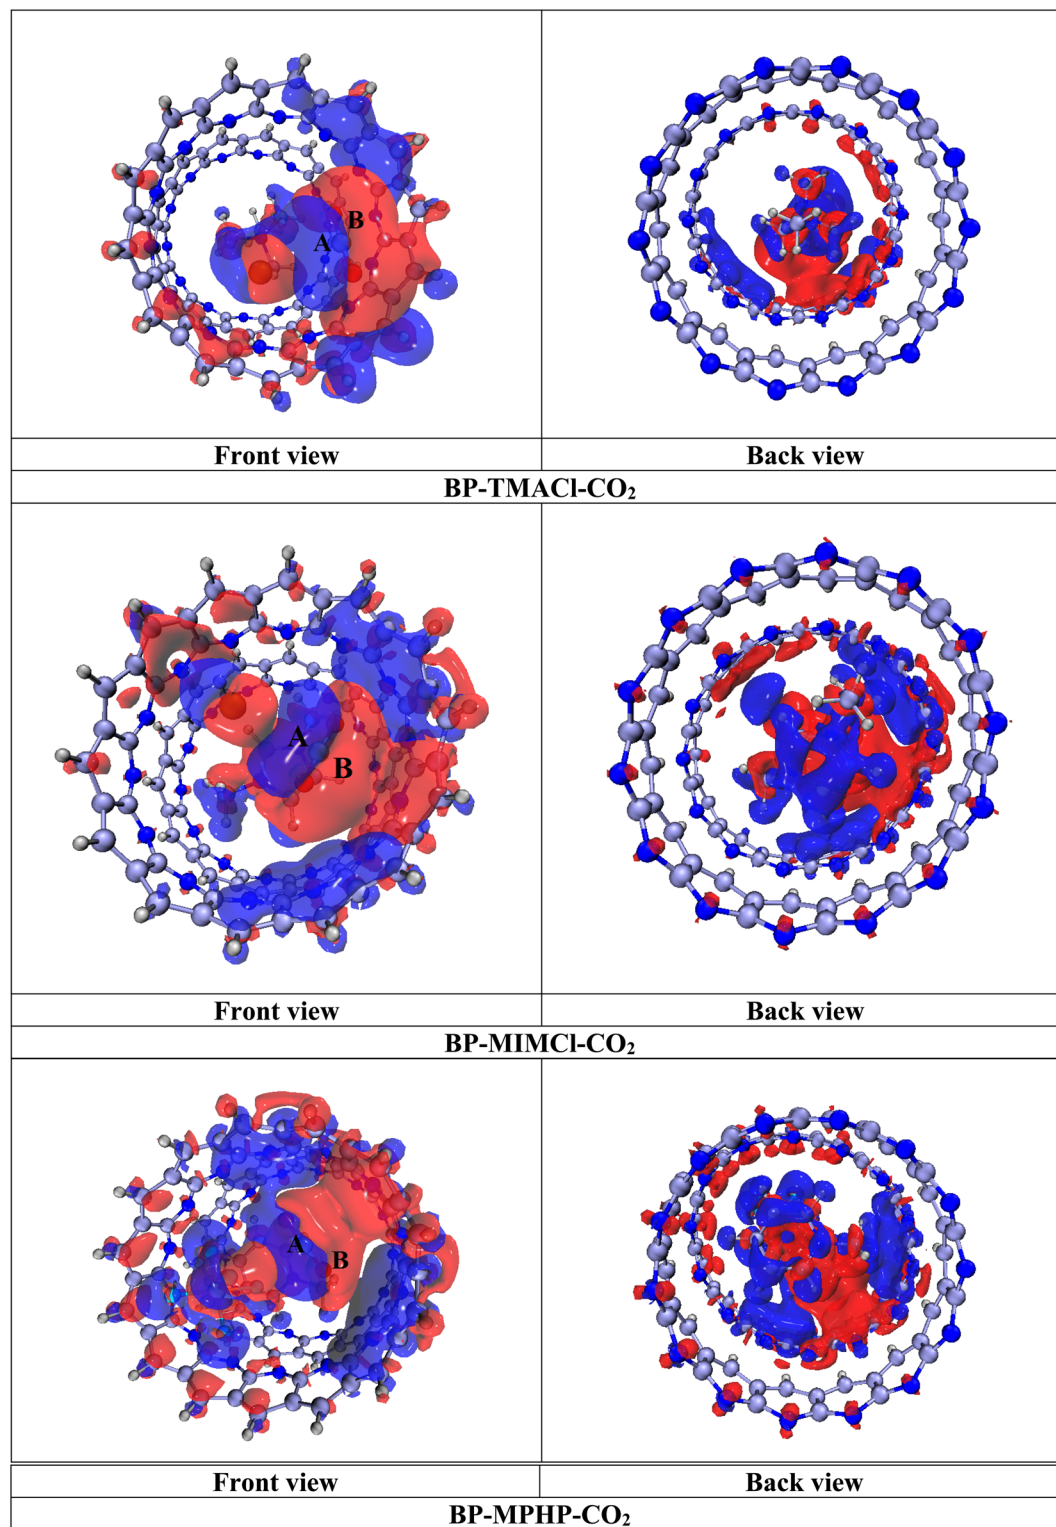 A
B
Front view Back view
BP-TMACl-CO₂
A
B
Front view Back view
BP-MIMCl-CO₂
A
B
Front view Back view
BP-MPHP-CO₂